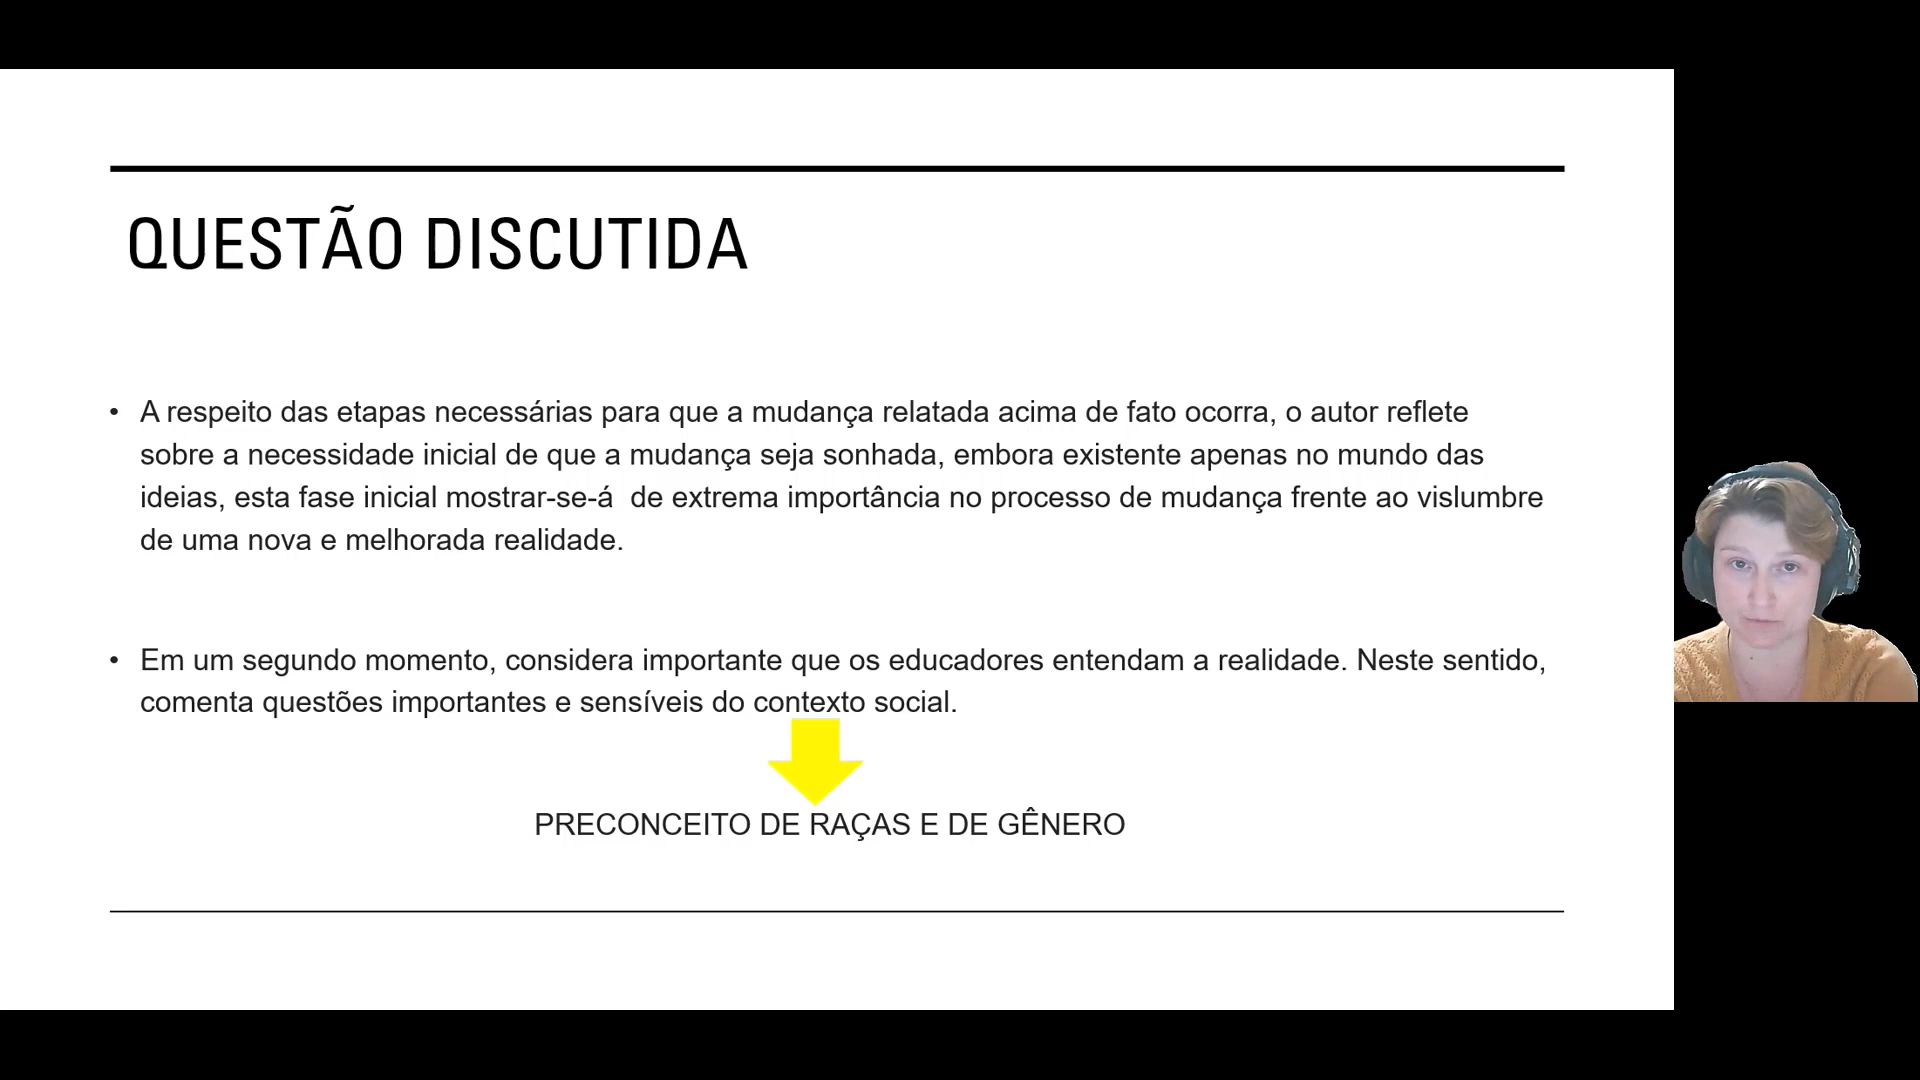 QUESTÃO DISCUTIDA
• A respeito das etapas necessárias para que a mudança relatada acima de fato ocorra, o autor reflete
sobre a necessidade inicial de que a mudança seja sonhada, embora existente apenas no mundo das
ideias, esta fase inicial mostrar-se-á  de extrema importância no processo de mudança frente ao vislumbre
de uma nova e melhorada realidade.
• Em um segundo momento, considera importante que os educadores entendam a realidade. Neste sentido,
comenta questões importantes e sensíveis do contexto social.
PRECONCEITO DE RAÇAS E DE GÊNERO